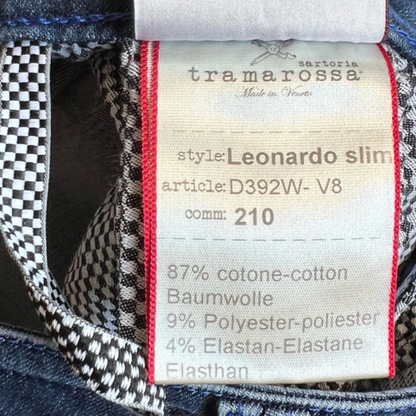 sartoria
tramarossa
Made in Veneto
style: Leonardo slim
article: D392W- V8
comm: 210
87% cotone-cotton
Baumwolle
9% Polyester-poliester
4% Elastan-Elastane
Elasthan